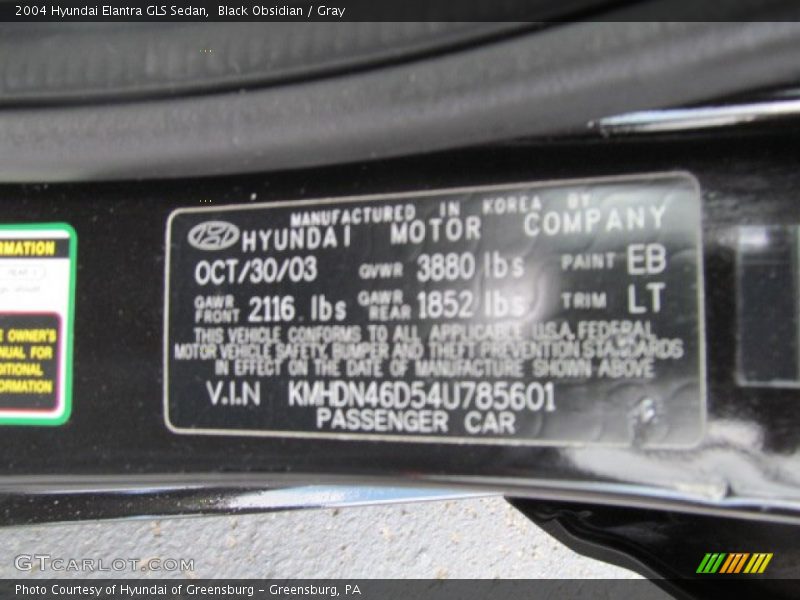 2004 Hyundai Elantra GLS Sedan, Black Obsidian / Gray
MANUFACTURED IN KOREA BY
HYUNDAI MOTOR COMPANY
OCT/30/03 GVWR 3880 lbs PAINT EB
GAWR FRONT 2116 lbs GAWR REAR 1852 lbs TRIM LT
THIS VEHICLE CONFORMS TO ALL APPLICABLE U.S.A. FEDERAL
MOTOR VEHICLE SAFETY, BUMPER AND THEFT PREVENTION STANDARDS
IN EFFECT ON THE DATE OF MANUFACTURE SHOWN ABOVE
V.I.N KMHDN46D54U785601
PASSENGER CAR
RMATION
E OWNER'S
NUAL FOR
DITIONAL
ORMATION
GTCARLOT.COM
Photo Courtesy of Hyundai of Greensburg - Greensburg, PA